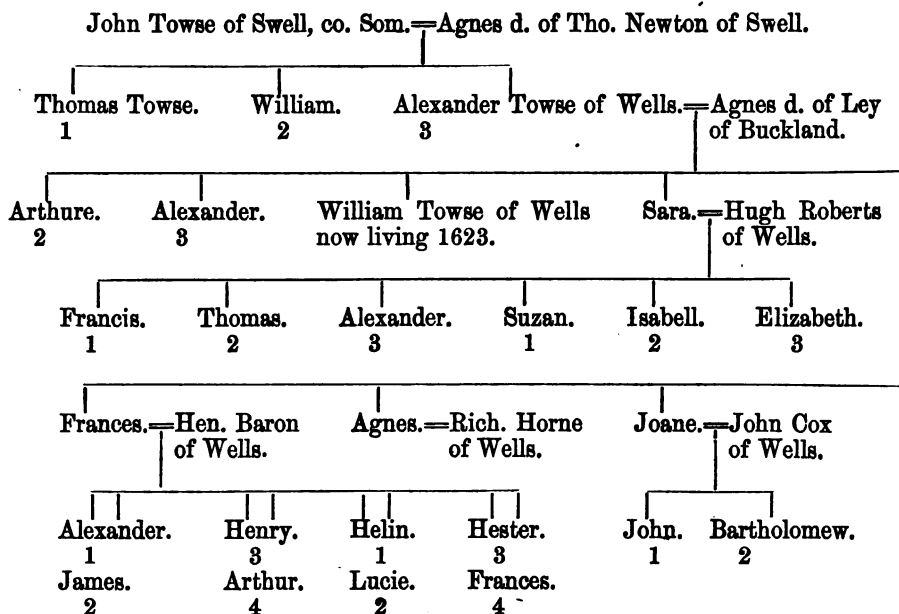 John Towse of Swell, co. Som.=Agnes d. of Tho. Newton of Swell.
Thomas Towse. William. Alexander Towse of Wells.=Agnes d. of Ley
1 2 3 of Buckland.
Arthure. Alexander. William Towse of Wells Sara.=Hugh Roberts
2 3 now living 1623. of Wells.
Francis. Thomas. Alexander. Suzan. Isabell. Elizabeth.
1 2 3 1 2 3
Frances.=Hen. Baron Agnes.=Rich. Horne Joane.=John Cox
of Wells. of Wells. of Wells.
Alexander. Henry. Helin. Hester. John. Bartholomew.
1 3 1 3 1 2
James. Arthur. Lucie. Frances.
2 4 2 4